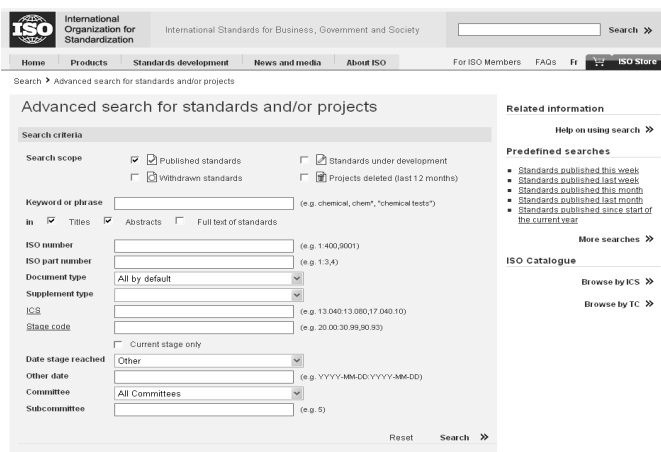 ISO
International
Organization for
Standardization
International Standards for Business, Government and Society
Search
Home Products Standards development News and media About ISO For ISO Members FAQs Fr ISO Store
Search Advanced search for standards and/or projects
Advanced search for standards and/or projects
Search criteria
Search scope Published standards Standards under development
Withdrawn standards Projects deleted (last 12 months)
Keyword or phrase (e.g. chemical, chem*, "chemical tests")
in Titles Abstracts Full text of standards
ISO number (e.g. 1:400,9001)
ISO part number (e.g. 1:3,4)
Document type All by default
Supplement type
ICS (e.g. 13.040:13.080,17.040.10)
Stage code (e.g. 20.00:30.99,90.93)
Current stage only
Date stage reached Other
Other date (e.g. YYYY-MM-DD:YYYY-MM-DD)
Committee All Committees
Subcommittee (e.g. 5)
Reset Search
Related information
Help on using search
Predefined searches
Standards published this week
Standards published last week
Standards published this month
Standards published last month
Standards published since start of
the current year
More searches
ISO Catalogue
Browse by ICS
Browse by TC